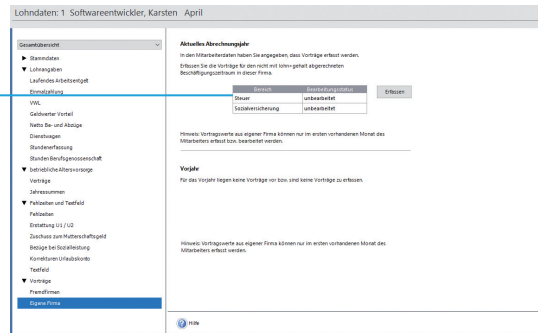 Lohndaten: 1 Softwareentwickler, Karsten April
Gesamtübersicht
Stammdaten
Lohnangaben
Laufendes Arbeitsentgelt
Einmalzahlung
VWL
Geldwerter Vorteil
Netto Be- und Abzüge
Dienstwagen
Stundenerfassung
Stunden Berufsgenossenschaft
betriebliche Altersvorsorge
Verträge
Jahressummen
Fehlzeiten und Textfeld
Fehlzeiten
Erstattung U1 / U2
Zuschuss zum Mutterschaftsgeld
Bezüge bei Sozialleistung
Korrekturen Urlaubskonto
Textfeld
Vorträge
Fremdfirmen
Eigene Firma
Aktuelles Abrechnungsjahr
In den Mitarbeiterdaten haben Sie angegeben, dass Vorträge erfasst werden.
Erfassen Sie die Vorträge für den nicht mit lohn+gehalt abgerechneten
Beschäftigungszeitraum in dieser Firma.
Bereich Bearbeitungsstatus
Steuer unbearbeitet
Sozialversicherung unbearbeitet
Erfassen
Hinweis: Vortragswerte aus eigener Firma können nur im ersten vorhandenen Monat des
Mitarbeiters erfasst bzw. bearbeitet werden.
Vorjahr
Für das Vorjahr liegen keine Vorträge vor bzw. sind keine Vorträge zu erfassen.
Hinweis: Vortragswerte aus eigener Firma können nur im ersten vorhandenen Monat des
Mitarbeiters erfasst werden.
Hilfe